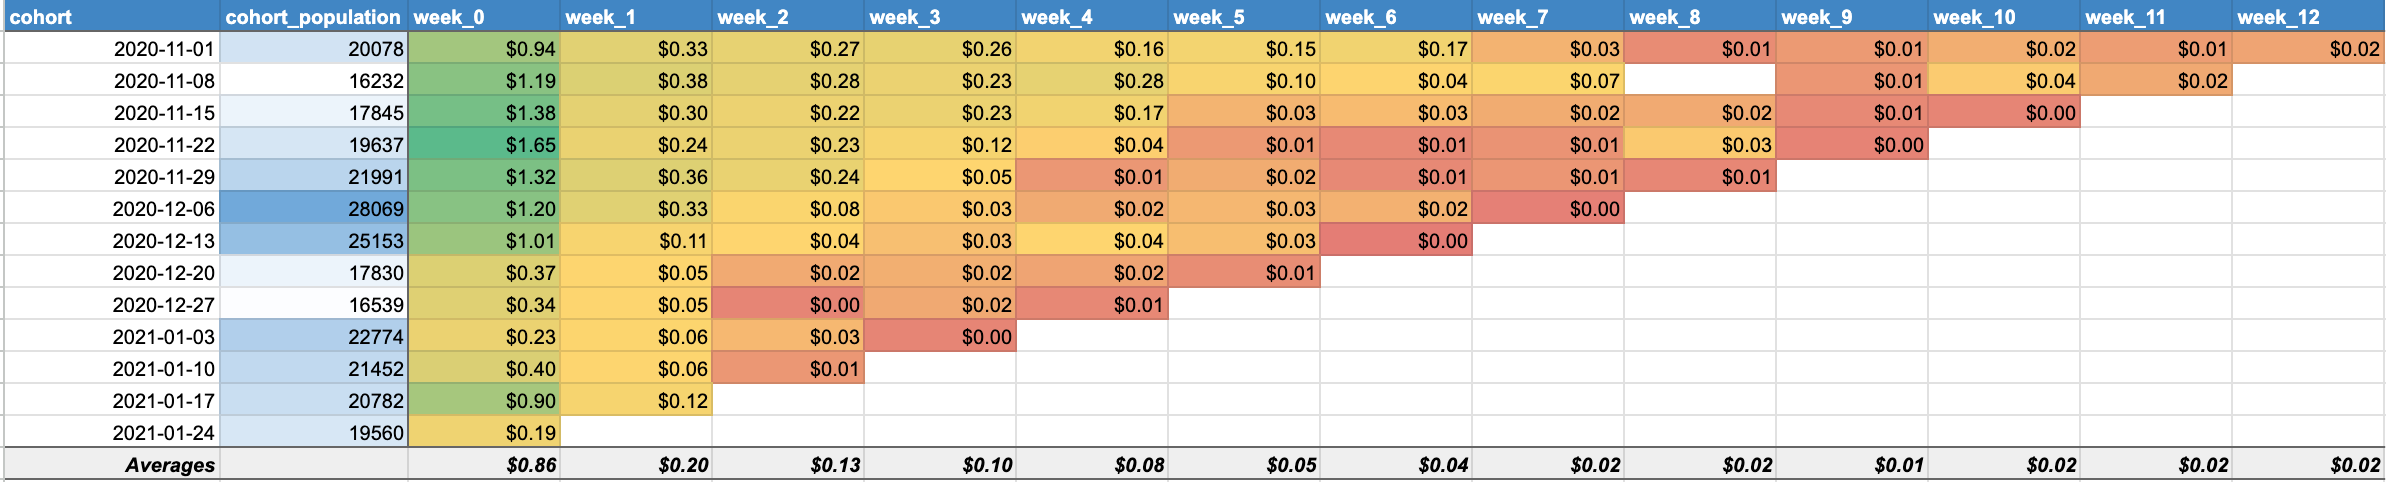 cohort cohort_population week_0 week_1 week_2 week_3 week_4 week_5 week_6 week_7 week_8 week_9 week_10 week_11 week_12
2020-11-01 20078 $0.94 $0.33 $0.27 $0.26 $0.16 $0.15 $0.17 $0.03 $0.01 $0.01 $0.02 $0.01 $0.02
2020-11-08 16232 $1.19 $0.38 $0.28 $0.23 $0.28 $0.10 $0.04 $0.07 $0.01 $0.04 $0.02
2020-11-15 17845 $1.38 $0.30 $0.22 $0.23 $0.17 $0.03 $0.03 $0.02 $0.02 $0.01 $0.00
2020-11-22 19637 $1.65 $0.24 $0.23 $0.12 $0.04 $0.01 $0.01 $0.01 $0.03 $0.00
2020-11-29 21991 $1.32 $0.36 $0.24 $0.05 $0.01 $0.02 $0.01 $0.01 $0.01
2020-12-06 28069 $1.20 $0.33 $0.08 $0.03 $0.02 $0.03 $0.02 $0.00
2020-12-13 25153 $1.01 $0.11 $0.04 $0.03 $0.04 $0.03 $0.00
2020-12-20 17830 $0.37 $0.05 $0.02 $0.02 $0.02 $0.01
2020-12-27 16539 $0.34 $0.05 $0.00 $0.02 $0.01
2021-01-03 22774 $0.23 $0.06 $0.03 $0.00
2021-01-10 21452 $0.40 $0.06 $0.01
2021-01-17 20782 $0.90 $0.12
2021-01-24 19560 $0.19
Averages $0.86 $0.20 $0.13 $0.10 $0.08 $0.05 $0.04 $0.02 $0.02 $0.01 $0.02 $0.02 $0.02